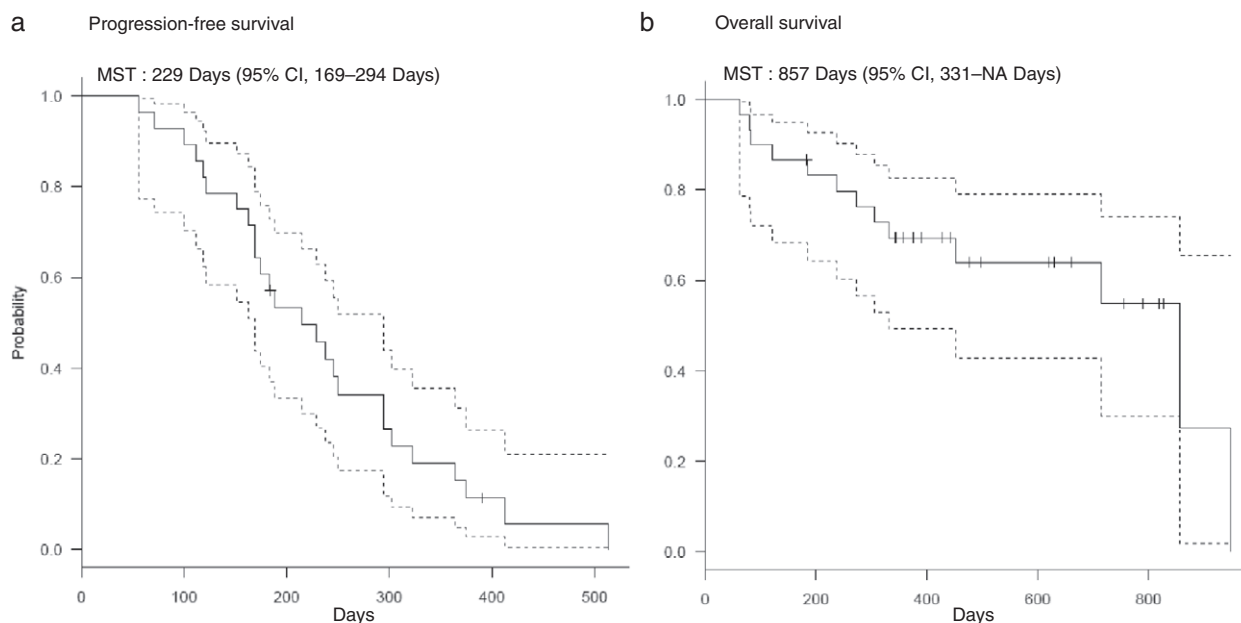 a Progression-free survival
MST : 229 Days (95% CI, 169–294 Days)
1.0
0.8
0.6
0.4
0.2
0.0
Probability
0 100 200 300 400 500
Days
b Overall survival
MST : 857 Days (95% CI, 331–NA Days)
1.0
0.8
0.6
0.4
0.2
0.0
0 200 400 600 800
Days